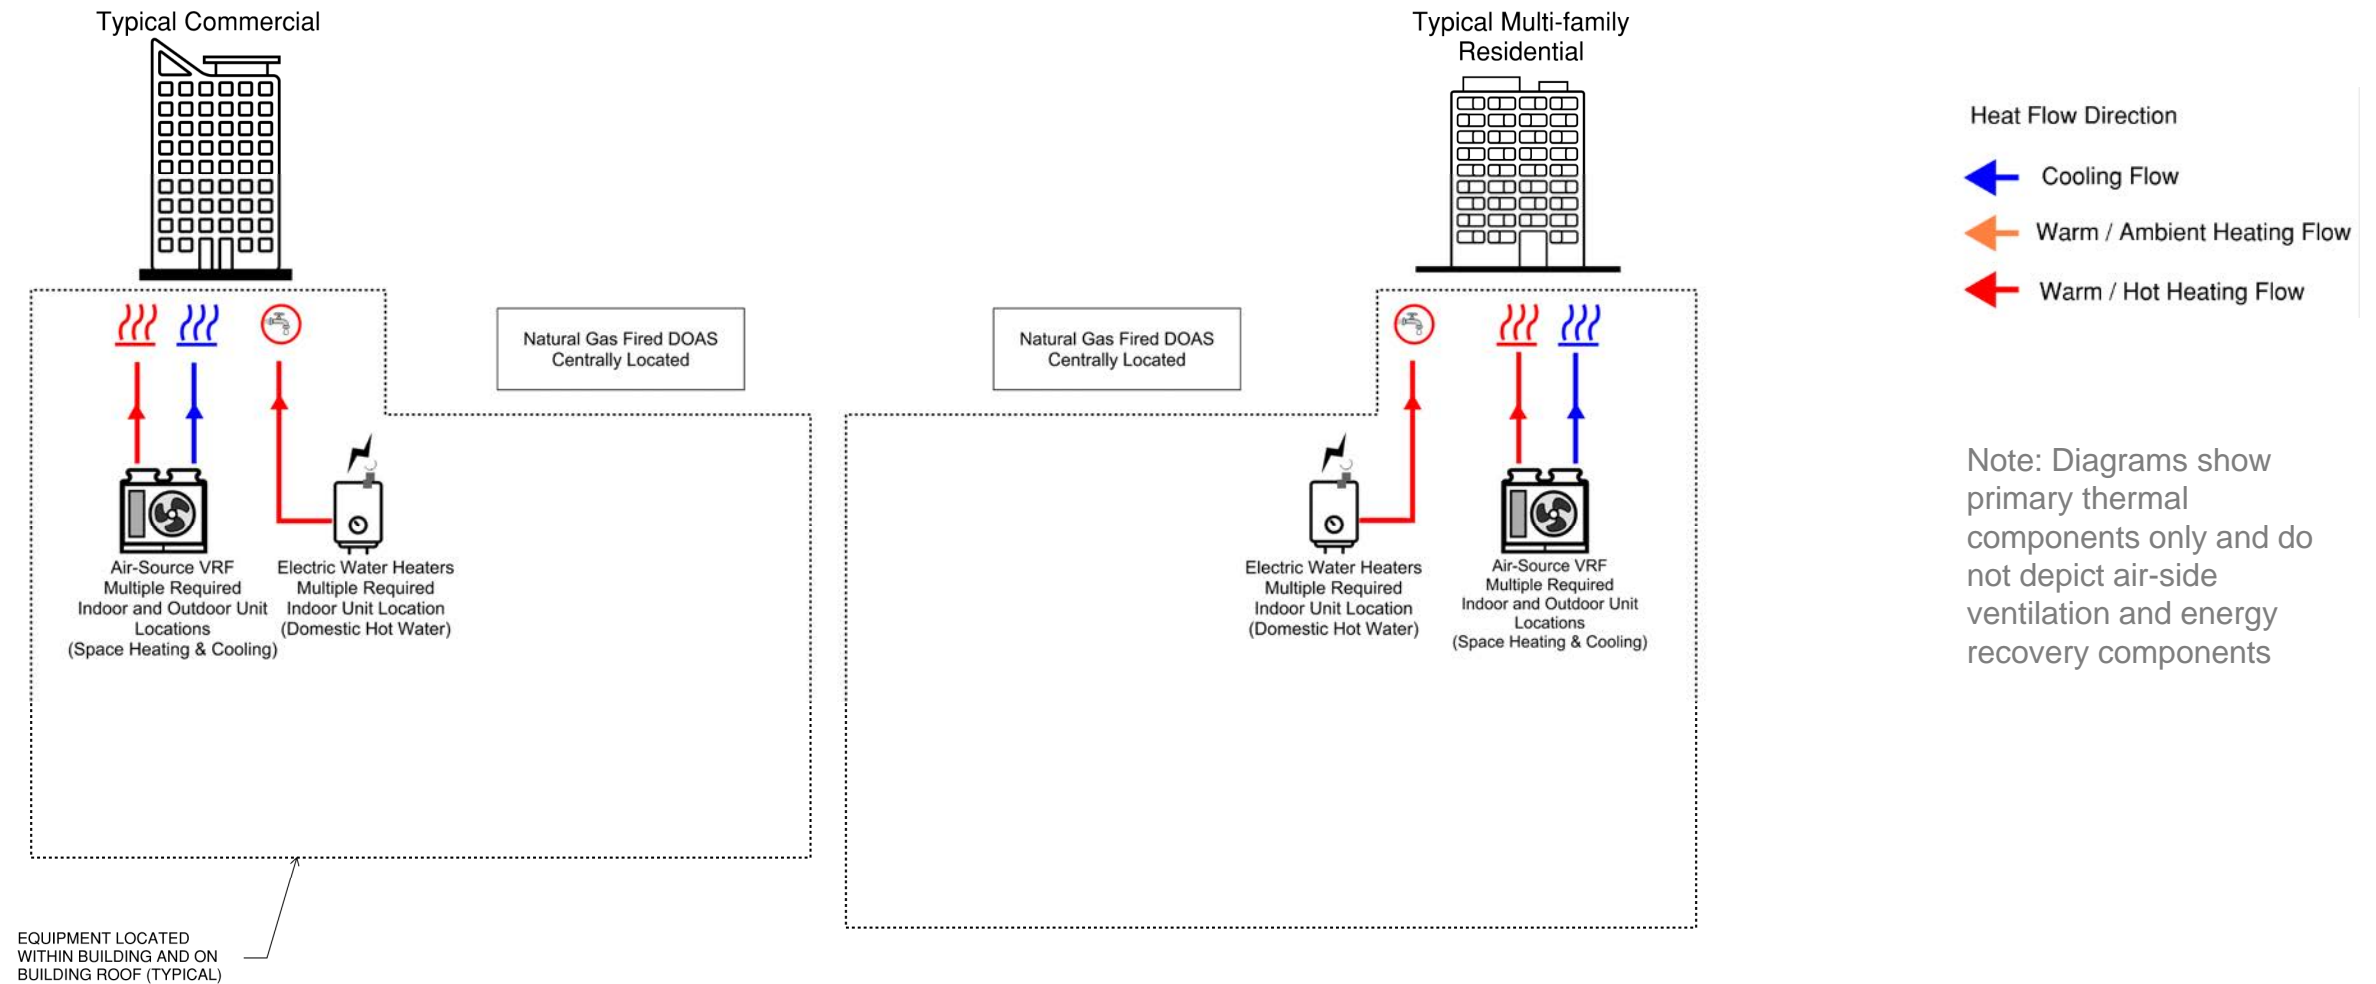 Typical Commercial
Typical Multi-family
Residential
Natural Gas Fired DOAS
Centrally Located
Natural Gas Fired DOAS
Centrally Located
Air-Source VRF
Multiple Required
Indoor and Outdoor Unit
Locations
(Space Heating & Cooling)
Electric Water Heaters
Multiple Required
Indoor Unit Location
(Domestic Hot Water)
Electric Water Heaters
Multiple Required
Indoor Unit Location
(Domestic Hot Water)
Air-Source VRF
Multiple Required
Indoor and Outdoor Unit
Locations
(Space Heating & Cooling)
EQUIPMENT LOCATED
WITHIN BUILDING AND ON
BUILDING ROOF (TYPICAL)
Heat Flow Direction
Cooling Flow
Warm / Ambient Heating Flow
Warm / Hot Heating Flow
Note: Diagrams show
primary thermal
components only and do
not depict air-side
ventilation and energy
recovery components